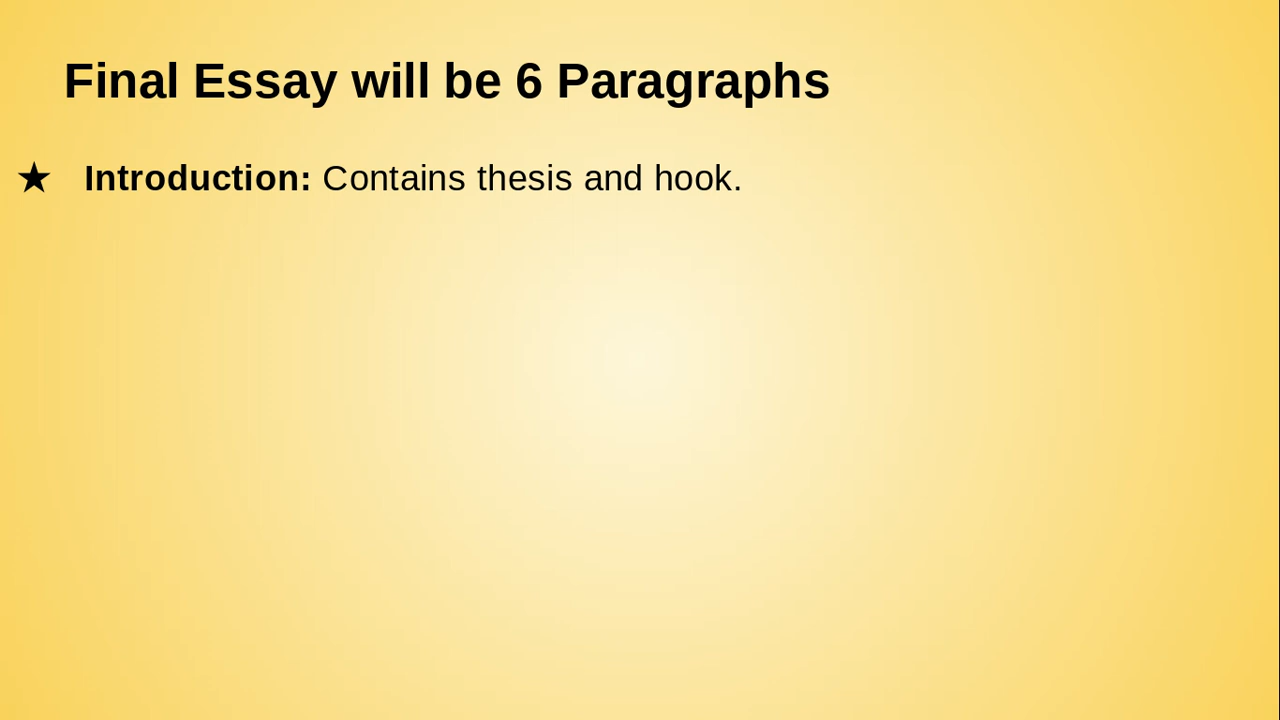 Final Essay will be 6 Paragraphs
★ Introduction: Contains thesis and hook.